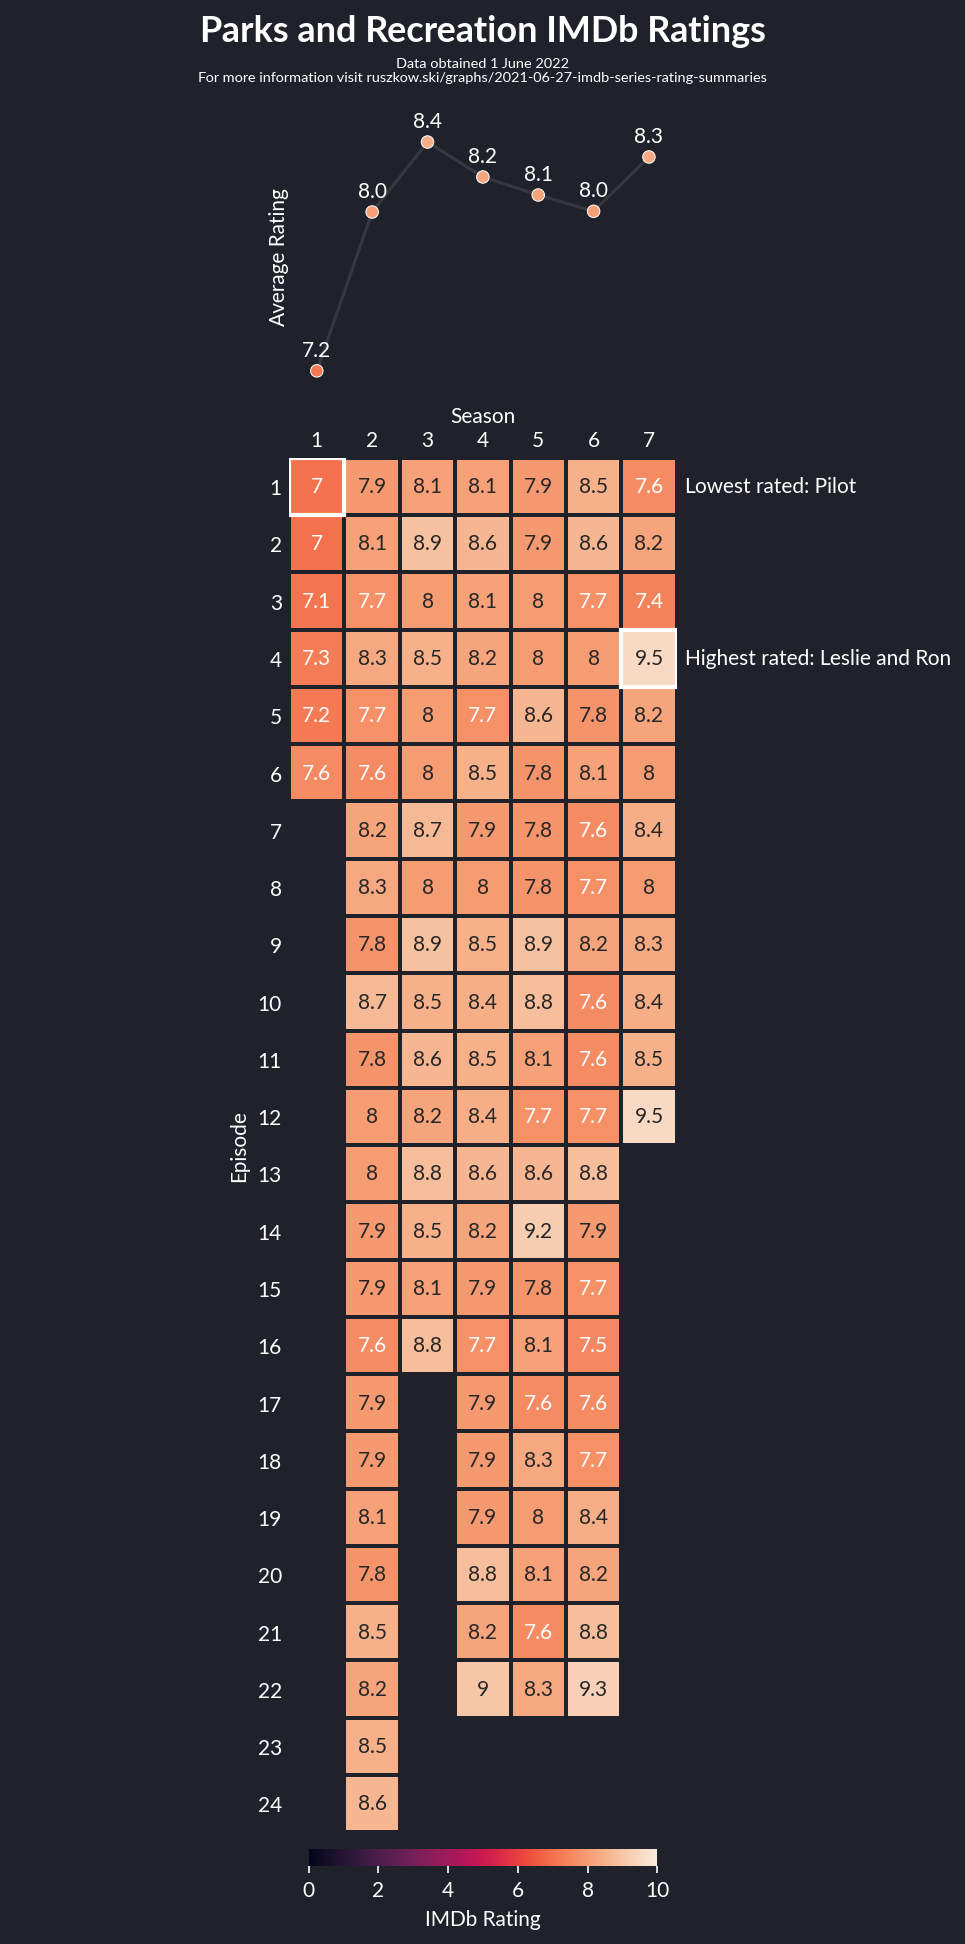 Parks and Recreation IMDb Ratings
Data obtained 1 June 2022
For more information visit ruszkow.ski/graphs/2021-06-27-imdb-series-rating-summaries
8.4
8.3
8.2
8.1
8.0
8.0
7.2
Average Rating
Season
1 2 3 4 5 6 7
1 7 7.9 8.1 8.1 7.9 8.5 7.6 Lowest rated: Pilot
2 7 8.1 8.9 8.6 7.9 8.6 8.2
3 7.1 7.7 8 8.1 8 7.7 7.4
4 7.3 8.3 8.5 8.2 8 8 9.5 Highest rated: Leslie and Ron
5 7.2 7.7 8 7.7 8.6 7.8 8.2
6 7.6 7.6 8 8.5 7.8 8.1 8
7 8.2 8.7 7.9 7.8 7.6 8.4
8 8.3 8 8 7.8 7.7 8
9 7.8 8.9 8.5 8.9 8.2 8.3
10 8.7 8.5 8.4 8.8 7.6 8.4
11 7.8 8.6 8.5 8.1 7.6 8.5
12 8 8.2 8.4 7.7 7.7 9.5
13 8 8.8 8.6 8.6 8.8
14 7.9 8.5 8.2 9.2 7.9
15 7.9 8.1 7.9 7.8 7.7
16 7.6 8.8 7.7 8.1 7.5
17 7.9 7.9 7.6 7.6
18 7.9 7.9 8.3 7.7
19 8.1 7.9 8 8.4
20 7.8 8.8 8.1 8.2
21 8.5 8.2 7.6 8.8
22 8.2 9 8.3 9.3
23 8.5
24 8.6
Episode
0 2 4 6 8 10
IMDb Rating